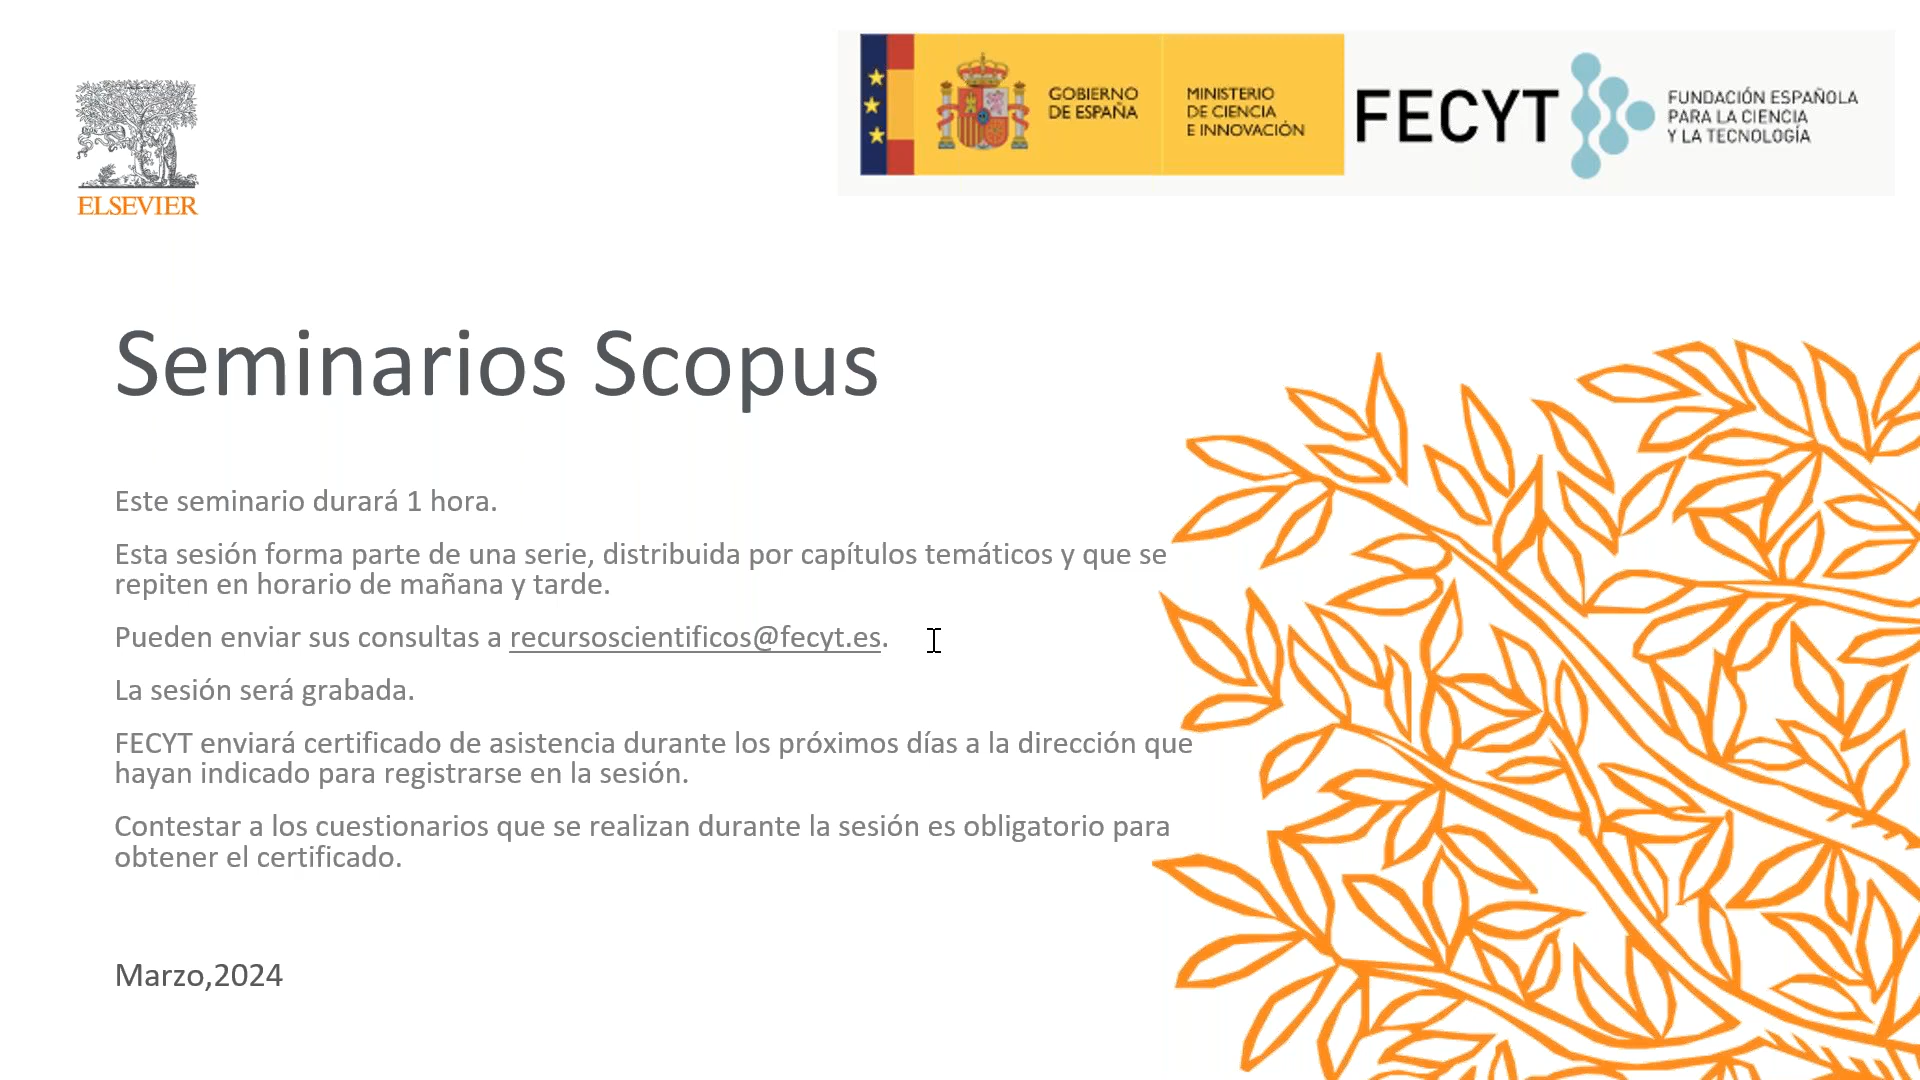 ELSEVIER
GOBIERNO
DE ESPAÑA
MINISTERIO
DE CIENCIA
E INNOVACIÓN
FECYT
FUNDACIÓN ESPAÑOLA
PARA LA CIENCIA
Y LA TECNOLOGÍA
Seminarios Scopus
Este seminario durará 1 hora.
Esta sesión forma parte de una serie, distribuida por capítulos temáticos y que se
repiten en horario de mañana y tarde.
Pueden enviar sus consultas a recursoscientificos@fecyt.es.
La sesión será grabada.
FECYT enviará certificado de asistencia durante los próximos días a la dirección que
hayan indicado para registrarse en la sesión.
Contestar a los cuestionarios que se realizan durante la sesión es obligatorio para
obtener el certificado.
Marzo,2024